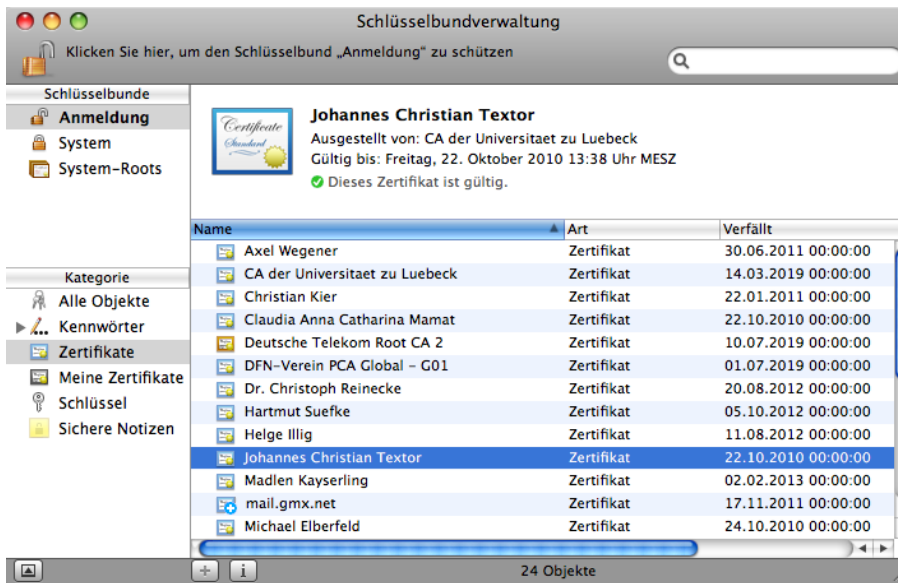 Schlüsselbundverwaltung
Klicken Sie hier, um den Schlüsselbund „Anmeldung“ zu schützen
Schlüsselbunde
Anmeldung
System
System-Roots
Certificate
Standard
Johannes Christian Textor
Ausgestellt von: CA der Universitaet zu Luebeck
Gültig bis: Freitag, 22. Oktober 2010 13:38 Uhr MESZ
Dieses Zertifikat ist gültig.
Kategorie
Alle Objekte
Kennwörter
Zertifikate
Meine Zertifikate
Schlüssel
Sichere Notizen
Name Art Verfällt
Axel Wegener Zertifikat 30.06.2011 00:00:00
CA der Universitaet zu Luebeck Zertifikat 14.03.2019 00:00:00
Christian Kier Zertifikat 22.01.2011 00:00:00
Claudia Anna Catharina Mamat Zertifikat 22.10.2010 00:00:00
Deutsche Telekom Root CA 2 Zertifikat 10.07.2019 00:00:00
DFN-Verein PCA Global - G01 Zertifikat 01.07.2019 00:00:00
Dr. Christoph Reinecke Zertifikat 20.08.2012 00:00:00
Hartmut Suefke Zertifikat 05.10.2012 00:00:00
Helge Illig Zertifikat 11.08.2012 00:00:00
Johannes Christian Textor Zertifikat 22.10.2010 00:00:00
Madlen Kayserling Zertifikat 02.02.2013 00:00:00
mail.gmx.net Zertifikat 17.11.2011 00:00:00
Michael Elberfeld Zertifikat 24.10.2010 00:00:00
24 Objekte